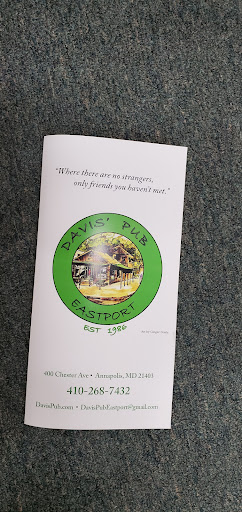 "Where there are no strangers,
only friends you haven't met."
DAVIS' PUB
EASTPORT
EST 1986
400 Chester Ave • Annapolis, MD 21403
410-268-7432
DavisPub.com • DavisPubEastport@gmail.com